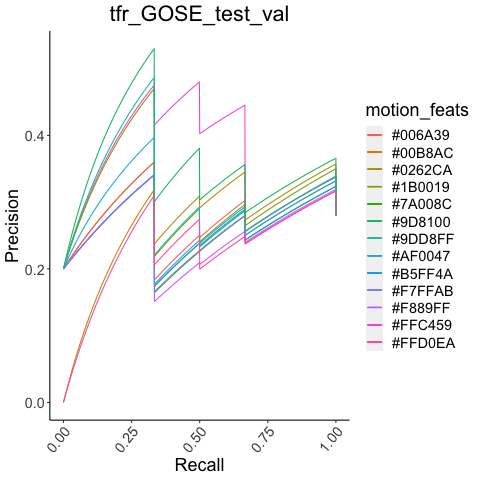 tfr_GOSE_test_val
Precision
0.4
0.2
0.0
0.00
0.25
0.50
0.75
1.00
Recall
motion_feats
#006A39
#00B8AC
#0262CA
#1B0019
#7A008C
#9D8100
#9DD8FF
#AF0047
#B5FF4A
#F7FFAB
#F889FF
#FFC459
#FFD0EA